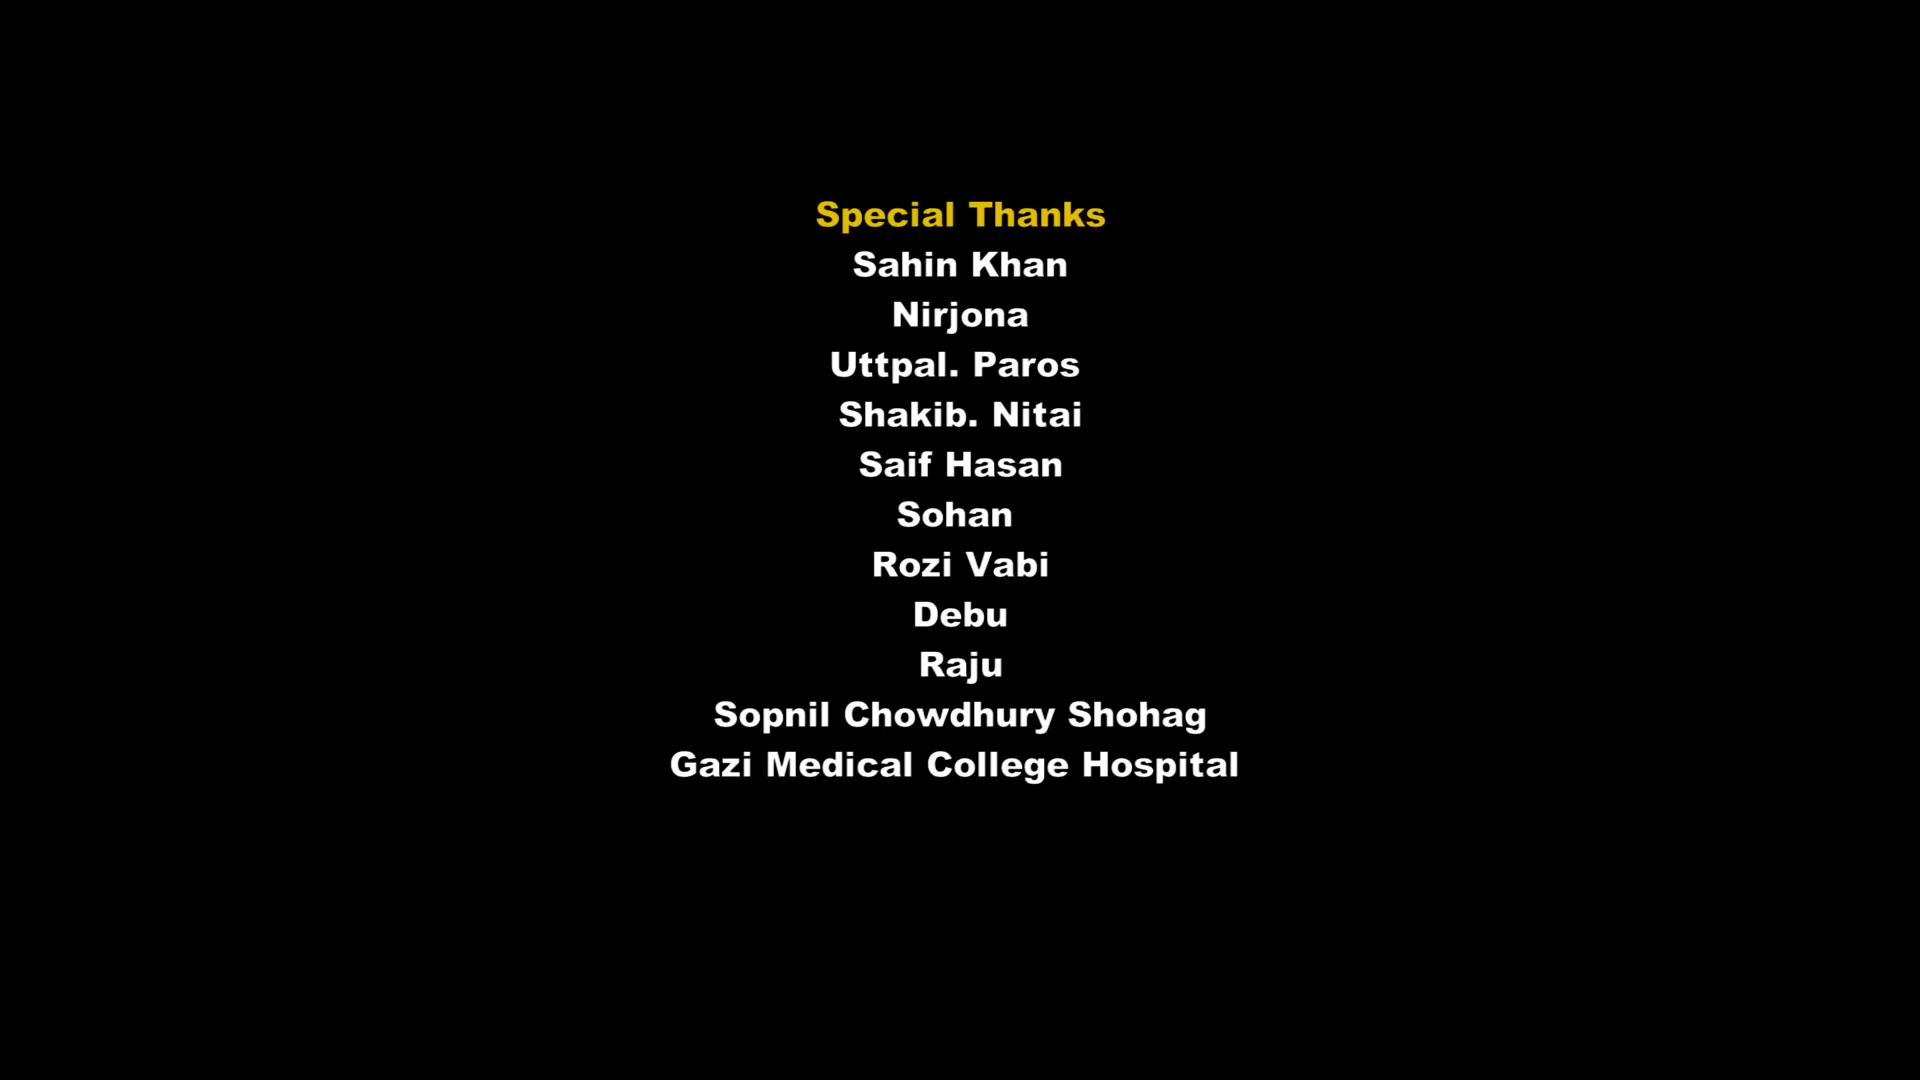 Special Thanks
Sahin Khan
Nirjona
Uttpal. Paros
Shakib. Nitai
Saif Hasan
Sohan
Rozi Vabi
Debu
Raju
Sopnil Chowdhury Shohag
Gazi Medical College Hospital